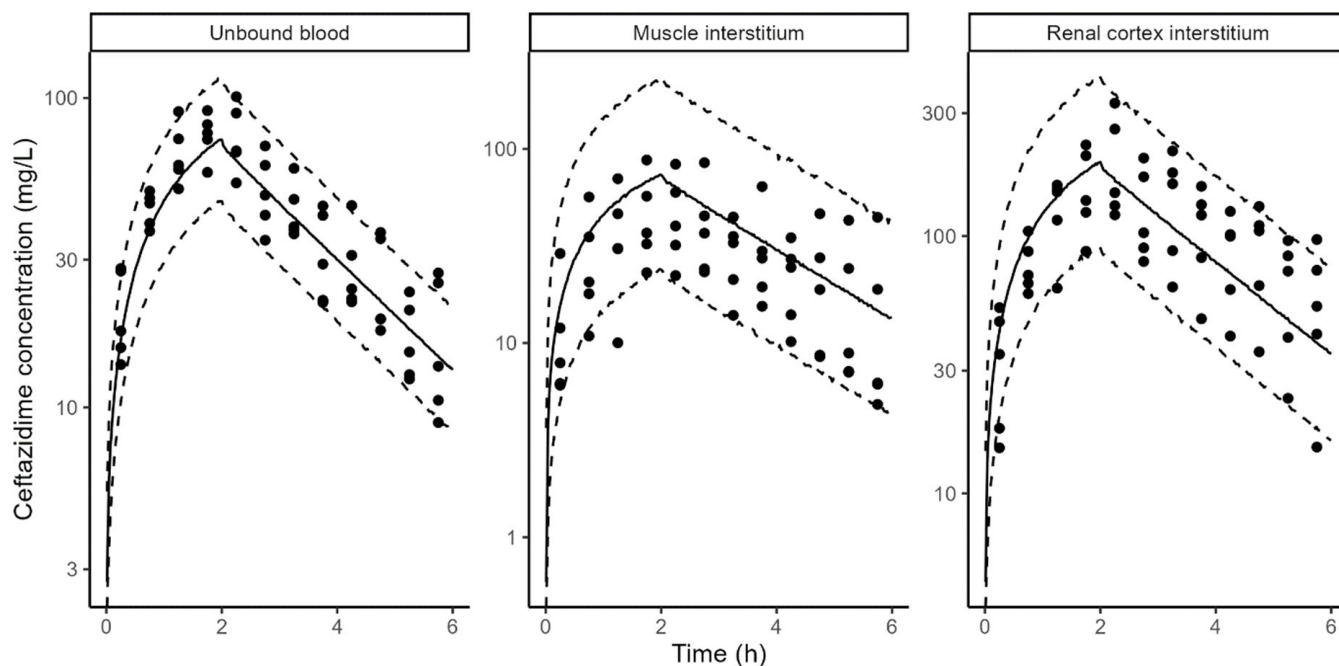 Unbound blood
Muscle interstitium
Renal cortex interstitium
Ceftazidime concentration (mg/L)
100
30
10
3
100
10
1
300
100
30
10
0 2 4 6
0 2 4 6
0 2 4 6
Time (h)